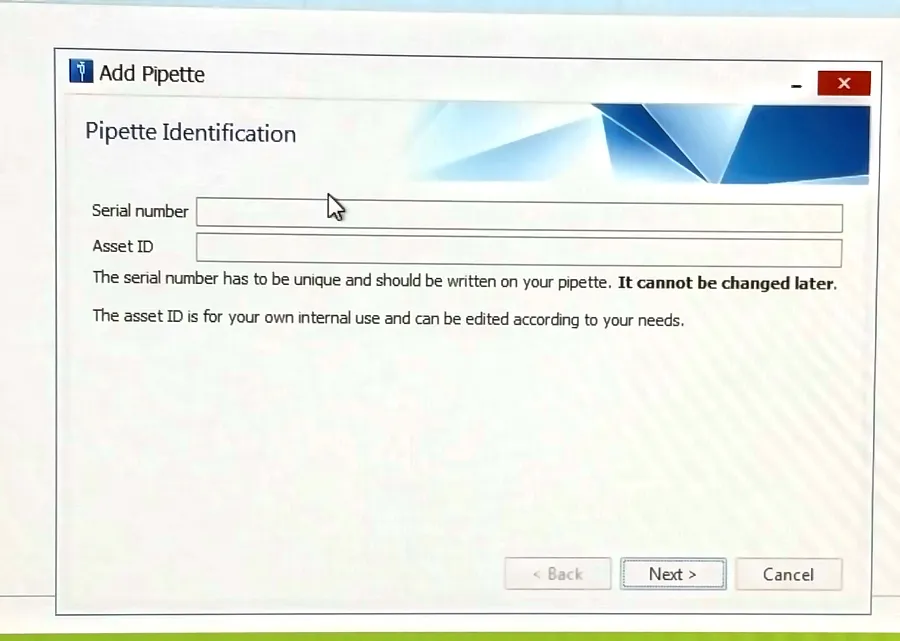 Add Pipette
Pipette Identification
Serial number
Asset ID
The serial number has to be unique and should be written on your pipette. It cannot be changed later.
The asset ID is for your own internal use and can be edited according to your needs.
< Back Next > Cancel